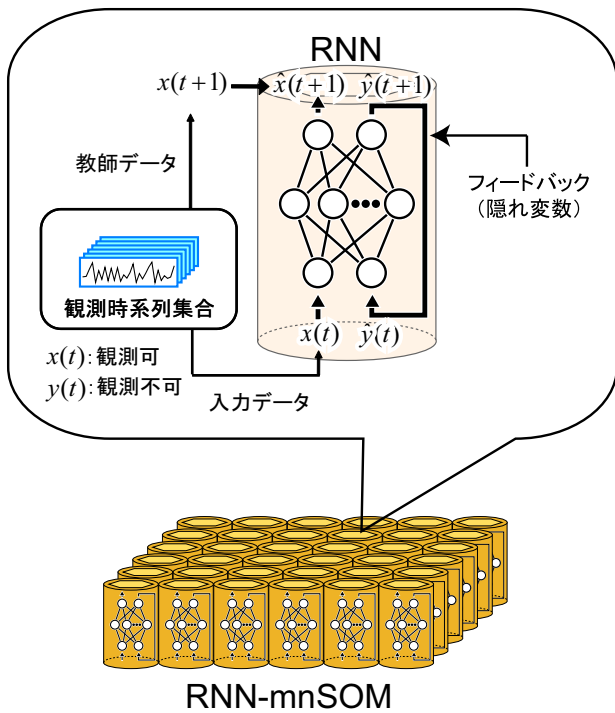 RNN
x(t+1) x̂(t+1) ŷ(t+1)
教師データ
フィードバック
（隠れ変数）
観測時系列集合
x(t) ŷ(t)
x(t):観測可
y(t):観測不可
入力データ
RNN-mnSOM